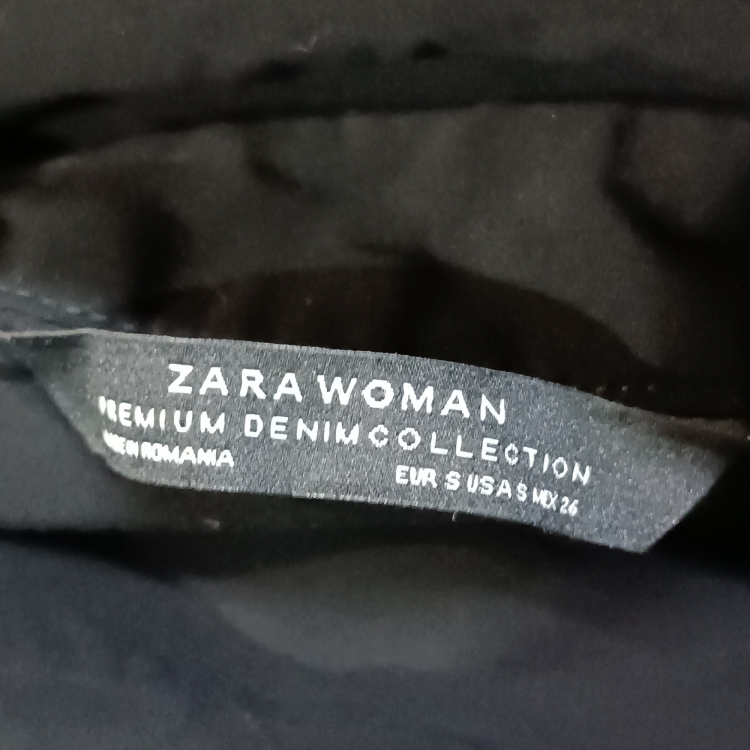 ZARA WOMAN
PREMIUM DENIM COLLECTION
MADE IN ROMANIA
EUR S USA S MEX 26